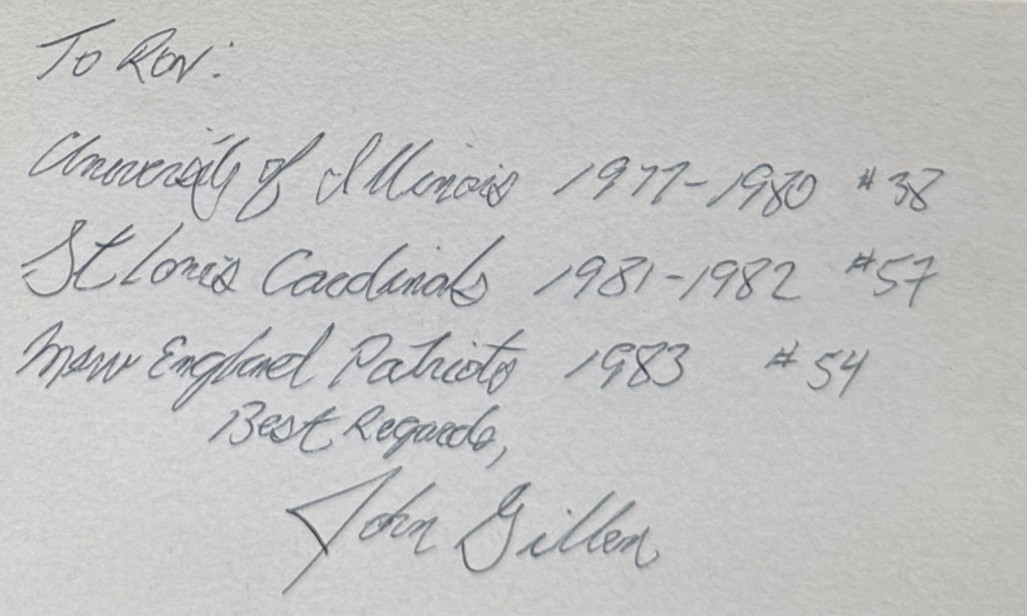 To Ron:
University of Illinois 1977-1980 #38
St Louis Cardinals 1981-1982 #57
New England Patriots 1983 #54
Best Regards,
John Gillen